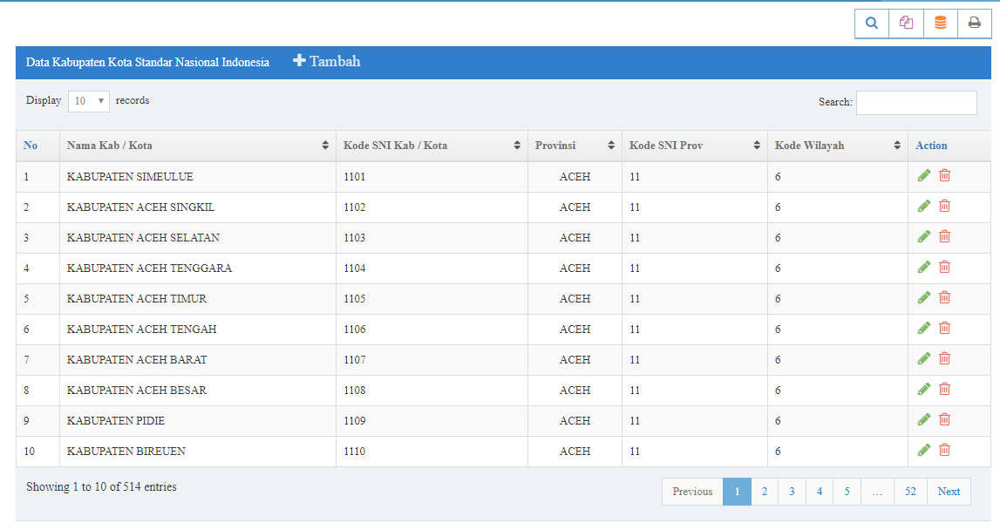 Data Kabupaten Kota Standar Nasional Indonesia Tambah
Display 10 records Search:
No Nama Kab / Kota Kode SNI Kab / Kota Provinsi Kode SNI Prov Kode Wilayah Action
1 KABUPATEN SIMEULUE 1101 ACEH 11 6
2 KABUPATEN ACEH SINGKIL 1102 ACEH 11 6
3 KABUPATEN ACEH SELATAN 1103 ACEH 11 6
4 KABUPATEN ACEH TENGGARA 1104 ACEH 11 6
5 KABUPATEN ACEH TIMUR 1105 ACEH 11 6
6 KABUPATEN ACEH TENGAH 1106 ACEH 11 6
7 KABUPATEN ACEH BARAT 1107 ACEH 11 6
8 KABUPATEN ACEH BESAR 1108 ACEH 11 6
9 KABUPATEN PIDIE 1109 ACEH 11 6
10 KABUPATEN BIREUEN 1110 ACEH 11 6
Showing 1 to 10 of 514 entries Previous 1 2 3 4 5 ... 52 Next